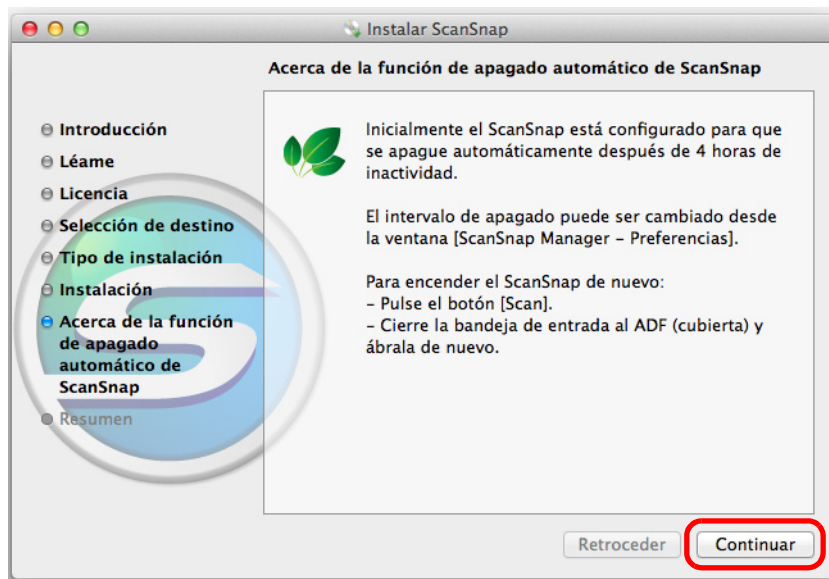 Instalar ScanSnap
Acerca de la función de apagado automático de ScanSnap
Introducción
Léame
Licencia
Selección de destino
Tipo de instalación
Instalación
Acerca de la función
de apagado
automático de
ScanSnap
Resumen
Inicialmente el ScanSnap está configurado para que
se apague automáticamente después de 4 horas de
inactividad.
El intervalo de apagado puede ser cambiado desde
la ventana [ScanSnap Manager – Preferencias].
Para encender el ScanSnap de nuevo:
– Pulse el botón [Scan].
– Cierre la bandeja de entrada al ADF (cubierta) y
ábrala de nuevo.
Retroceder
Continuar